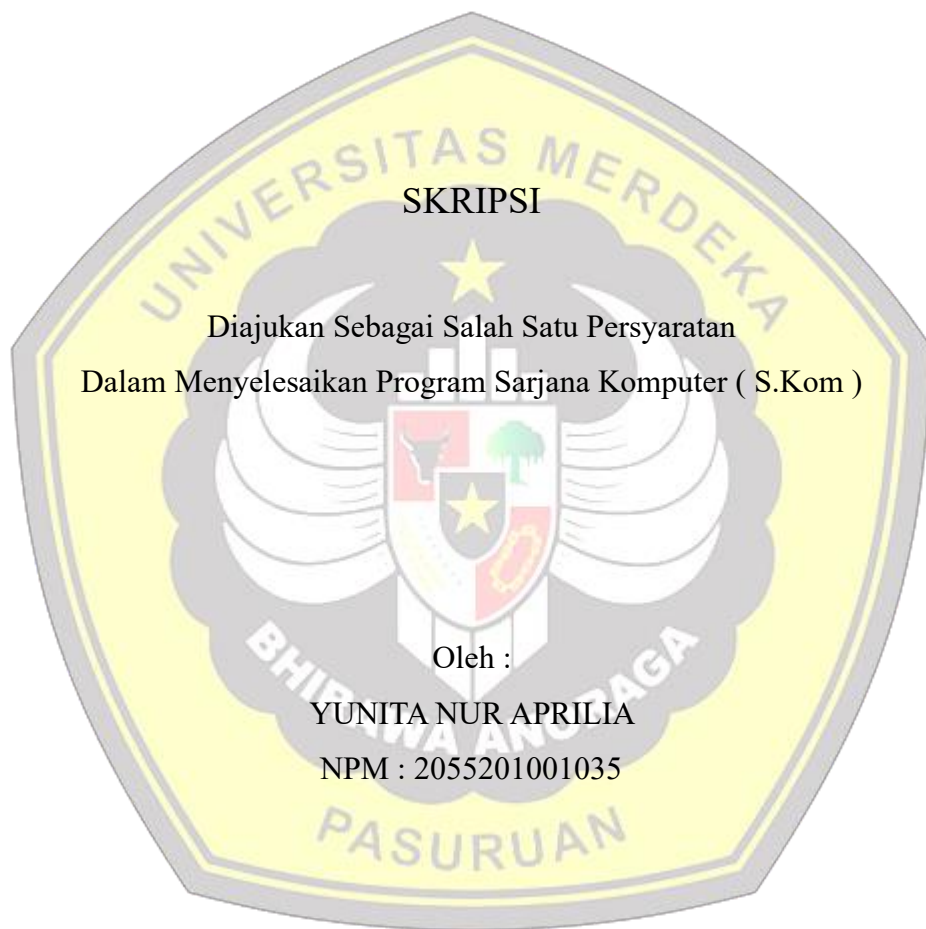 UNIVERSITAS MERDEKA
SKRIPSI
Diajukan Sebagai Salah Satu Persyaratan
Dalam Menyelesaikan Program Sarjana Komputer ( S.Kom )
Oleh :
YUNITA NUR APRILIA
NPM : 2055201001035
BHIRAWA ANORAGA
PASURUAN